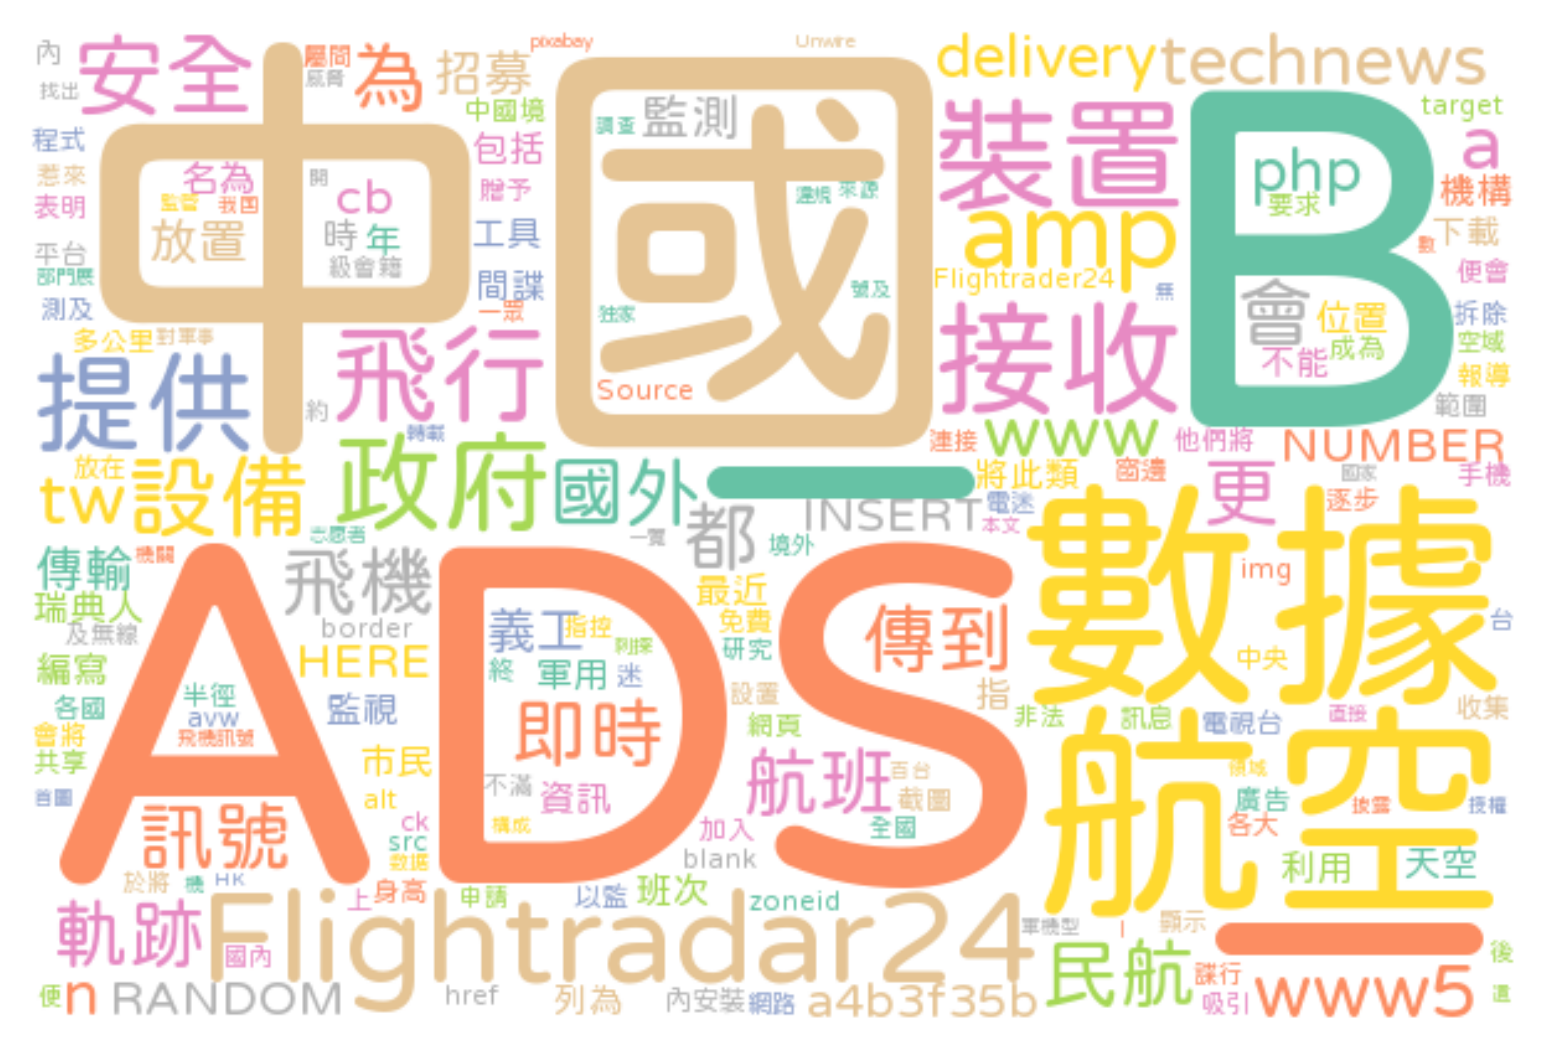 內 安全 屬間 為 招募 pixabay Unwire delivery technews
找出 威脅 中國境 調查 監測 裝置 target
程式 中國 B
惹來 名為 開 包括 php a
表明 監管 我国 cb 贈予 違規 來源 要求 機構
放置 時 年 工具 amp 下載
平台 級會籍 數
部門展 間諜 號及 Flightrader24 無 便會
測及 一眾 独家 會 位置 拆除
多公里 對軍事 不能 成為 空域
提供 飛行 Source 接收 報導
約 範圍
轉載 連接 www 他們將 NUMBER
tw 放在 設備 政府 國外 _ 將此類 窗邊 更 國家 手機
都 INSERT 電迷 本文 逐步
志愿者 一覽 境外
傳輸 機關 飛機 ADS 最近 數據 img
瑞典人 義工 指控 免費 傳到 台
及無線 border 刺探 研究
編寫 HERE 終 軍用 迷 中央
各國 半徑 監視 設置 指 收集
avw 即時 網頁 非法 訊息 電視台 直接
會將 飛機訊號
共享 市民 不滿 資訊 航班 百台 航空 領域
首圖 alt 截圖 廣告 披露 授權
訊號 ck 構成 加入 全國 各大
src 数据 blank 利用 天空
於將 機 HK 上 身高 申請 以監 班次 zoneid
軌跡 Flightradar24 軍機型 | 顯示 _
國內 民航 諜行 後
便 n RANDOM href 列為 內安裝 網路 a4b3f35b 吸引 www5 置